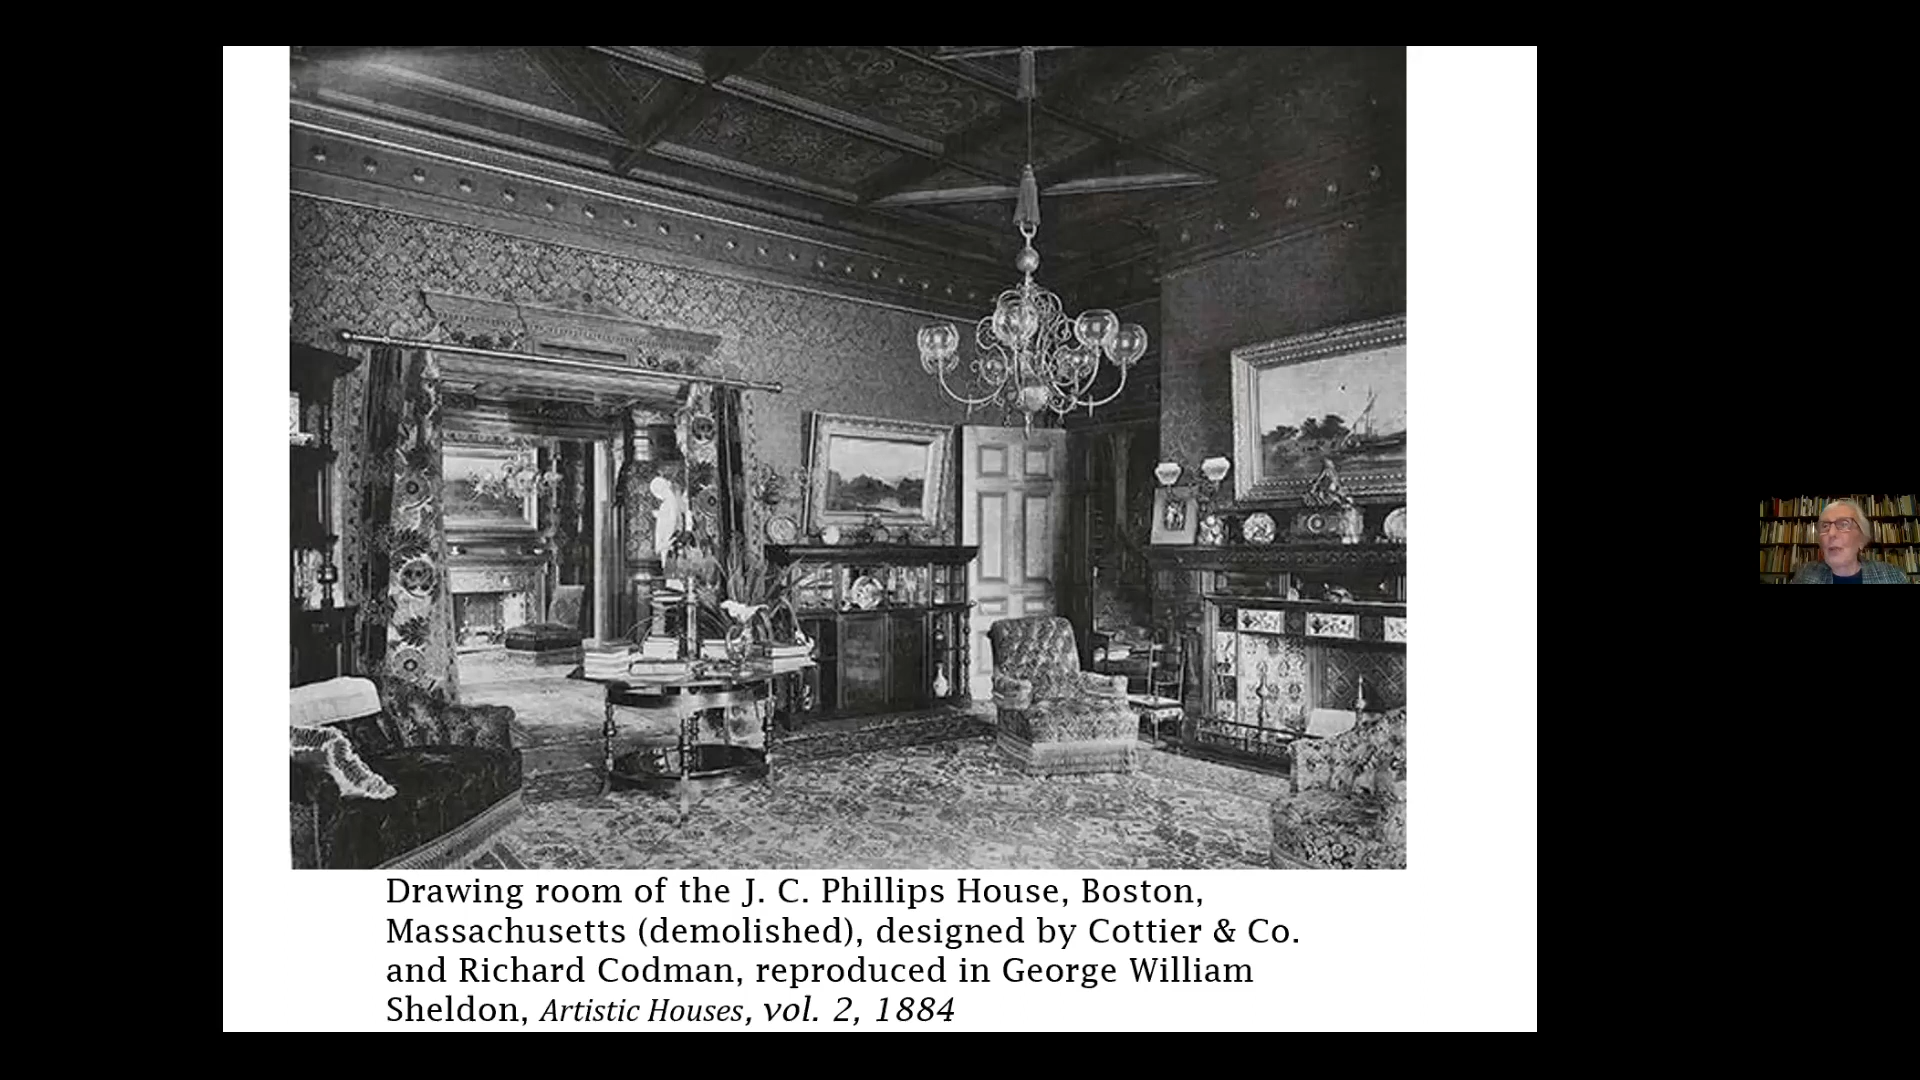 Drawing room of the J. C. Phillips House, Boston,
Massachusetts (demolished), designed by Cottier & Co.
and Richard Codman, reproduced in George William
Sheldon, Artistic Houses, vol. 2, 1884